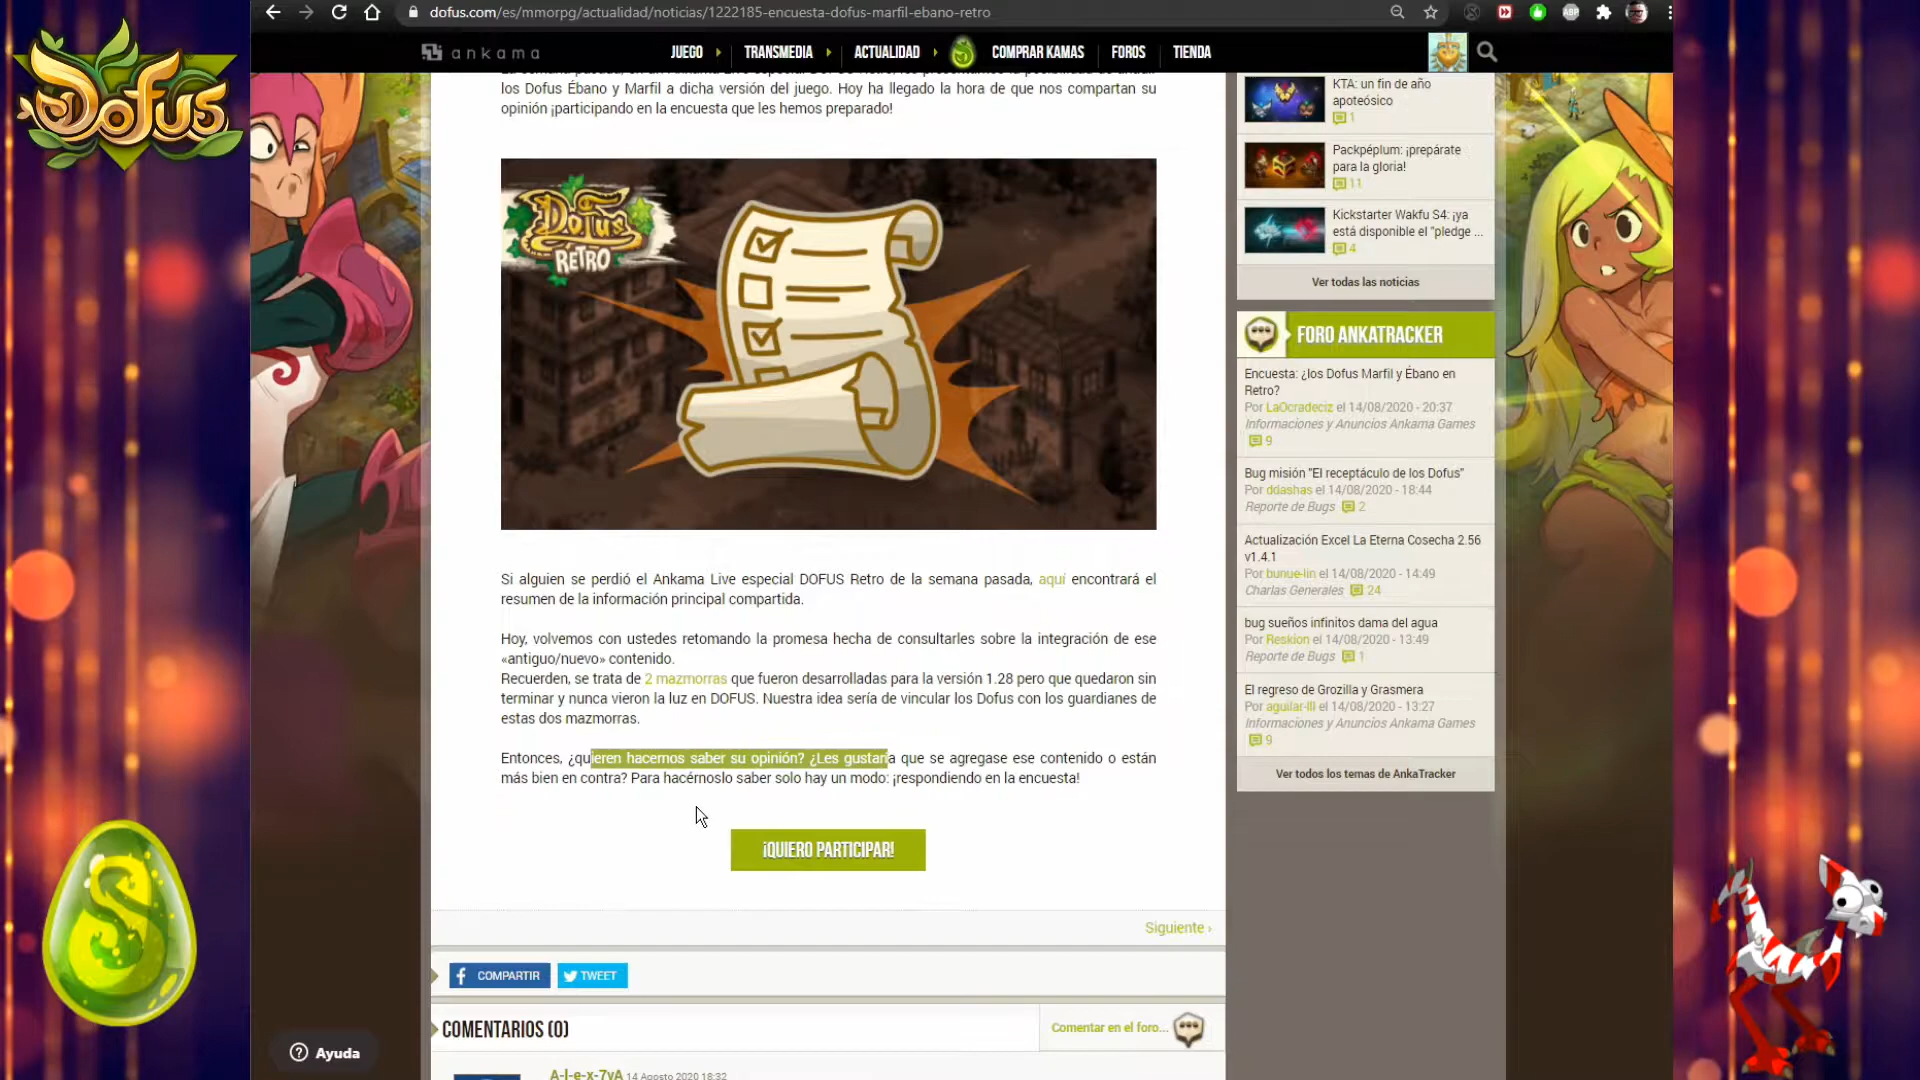 dofus.com/es/mmorpg/actualidad/noticias/1222185-encuesta-dofus-marfil-ebano-retro
ankama
JUEGO
TRANSMEDIA
ACTUALIDAD
COMPRAR KAMAS
FOROS
TIENDA
DOFUS
los Dofus Ébano y Marfil a dicha versión del juego. Hoy ha llegado la hora de que nos compartan su
opinión ¡participando en la encuesta que les hemos preparado!
DOFUS
RETRO
Si alguien se perdió el Ankama Live especial DOFUS Retro de la semana pasada, aquí encontrará el
resumen de la información principal compartida.
Hoy, volvemos con ustedes retomando la promesa hecha de consultarles sobre la integración de ese
«antiguo/nuevo» contenido.
Recuerden, se trata de 2 mazmorras que fueron desarrolladas para la versión 1.28 pero que quedaron sin
terminar y nunca vieron la luz en DOFUS. Nuestra idea sería de vincular los Dofus con los guardianes de
estas dos mazmorras.
Entonces, ¿quieren hacernos saber su opinión? ¿Les gustaría que se agregase ese contenido o están
más bien en contra? Para hacérnoslo saber solo hay un modo: ¡respondiendo en la encuesta!
¡QUIERO PARTICIPAR!
Siguiente ›
COMPARTIR
TWEET
COMENTARIOS (0)
Comentar en el foro...
A-l-e-x-7yA 14 Agosto 2020 18:32
Ayuda
KTA: un fin de año
apoteósico
1
Packpéplum: ¡prepárate
para la gloria!
11
Kickstarter Wakfu S4: ¡ya
está disponible el "pledge ...
4
Ver todas las noticias
FORO ANKATRACKER
Encuesta: ¿los Dofus Marfil y Ébano en
Retro?
Por LaOcradeciz el 14/08/2020 - 20:37
Informaciones y Anuncios Ankama Games
9
Bug misión "El receptáculo de los Dofus"
Por ddashas el 14/08/2020 - 18:44
Reporte de Bugs 2
Actualización Excel La Eterna Cosecha 2.56
v1.4.1
Por bunue-lin el 14/08/2020 - 14:49
Charlas Generales 24
bug sueños infinitos dama del agua
Por Reskion el 14/08/2020 - 13:49
Reporte de Bugs 1
El regreso de Grozilla y Grasmera
Por aguilar-III el 14/08/2020 - 13:27
Informaciones y Anuncios Ankama Games
9
Ver todos los temas de AnkaTracker